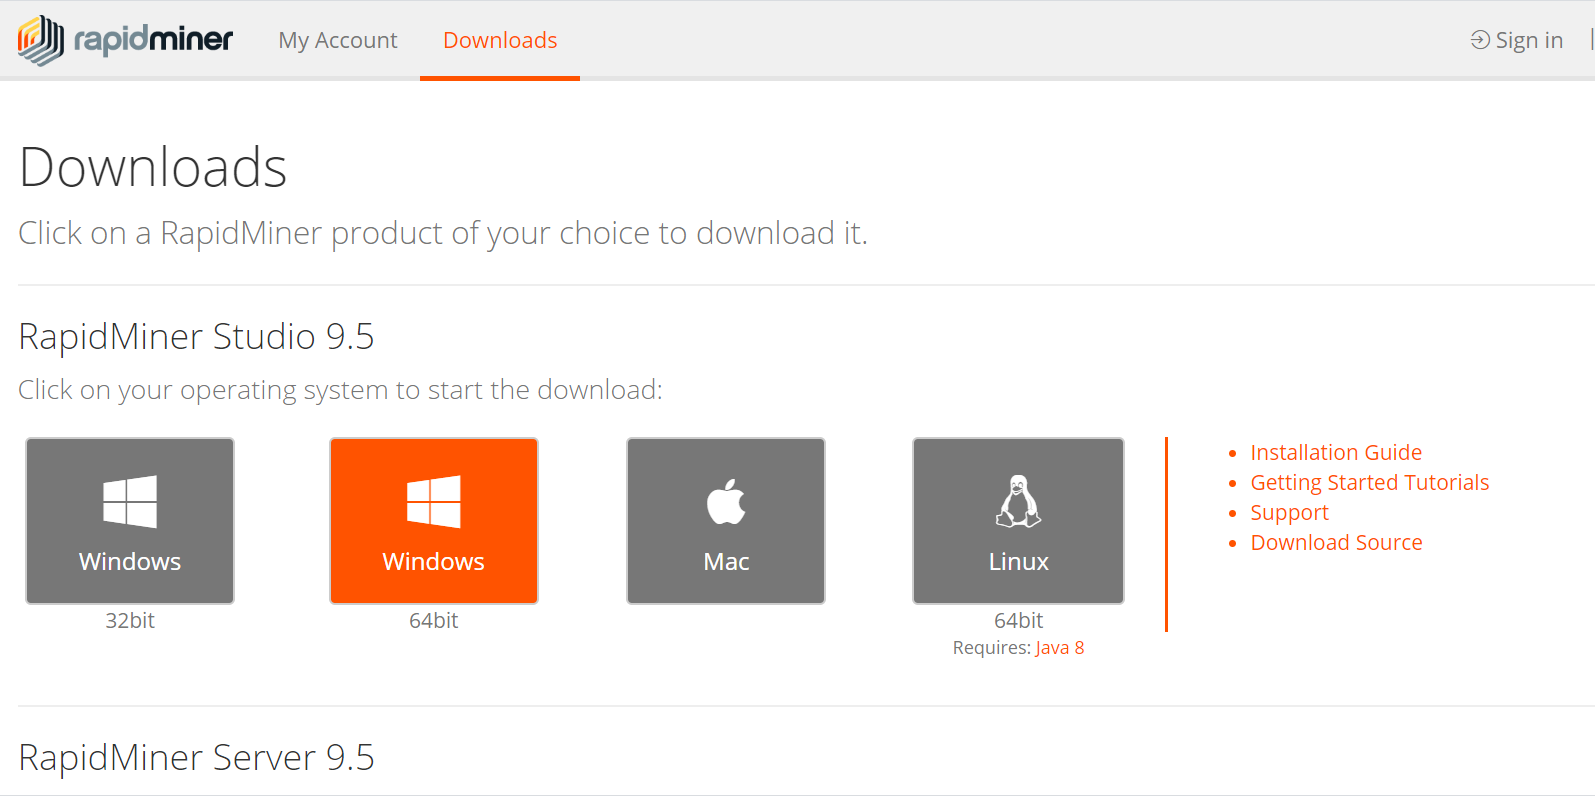 rapidminer My Account Downloads Sign in
Downloads
Click on a RapidMiner product of your choice to download it.
RapidMiner Studio 9.5
Click on your operating system to start the download:
Windows
32bit
Windows
64bit
Mac
Linux
64bit
Requires: Java 8
Installation Guide
Getting Started Tutorials
Support
Download Source
RapidMiner Server 9.5